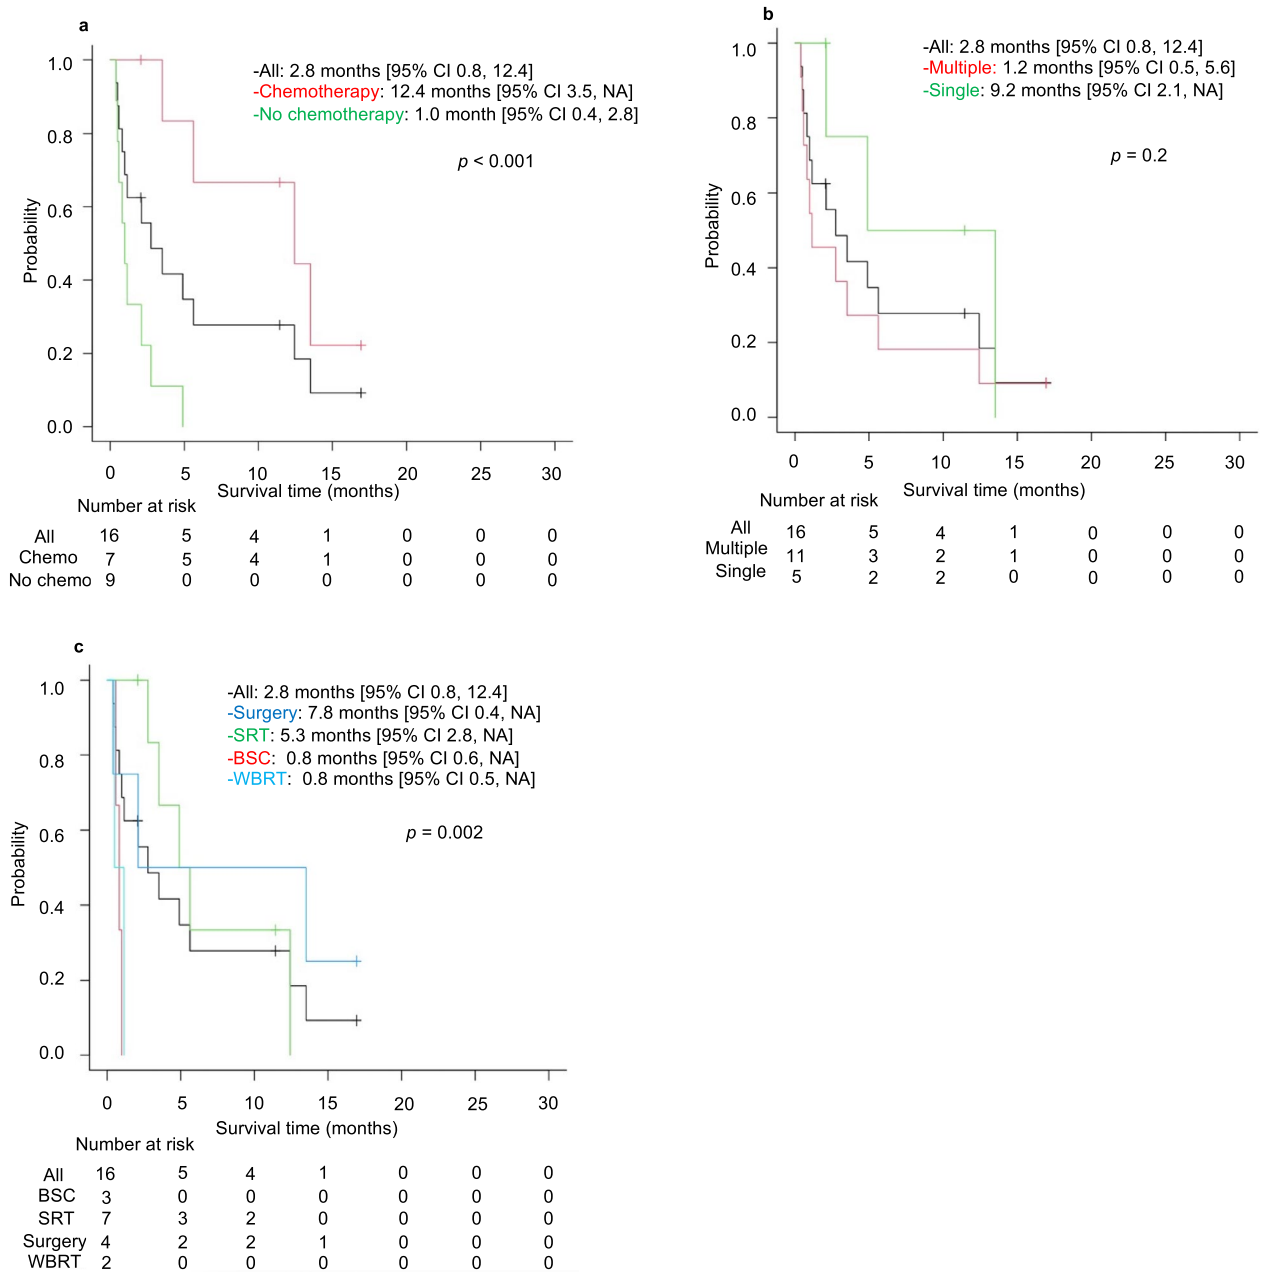 a
-All: 2.8 months [95% CI 0.8, 12.4]
-Chemotherapy: 12.4 months [95% CI 3.5, NA]
-No chemotherapy: 1.0 month [95% CI 0.4, 2.8]
p < 0.001
Probability
1.0
0.8
0.6
0.4
0.2
0.0
0 5 10 15 20 25 30
Survival time (months)
Number at risk
All 16 5 4 1 0 0 0
Chemo 7 5 4 1 0 0 0
No chemo 9 0 0 0 0 0 0
b
-All: 2.8 months [95% CI 0.8, 12.4]
-Multiple: 1.2 months [95% CI 0.5, 5.6]
-Single: 9.2 months [95% CI 2.1, NA]
p = 0.2
Probability
1.0
0.8
0.6
0.4
0.2
0.0
0 5 10 15 20 25 30
Survival time (months)
Number at risk
All 16 5 4 1 0 0 0
Multiple 11 3 2 1 0 0 0
Single 5 2 2 0 0 0 0
c
-All: 2.8 months [95% CI 0.8, 12.4]
-Surgery: 7.8 months [95% CI 0.4, NA]
-SRT: 5.3 months [95% CI 2.8, NA]
-BSC: 0.8 months [95% CI 0.6, NA]
-WBRT: 0.8 months [95% CI 0.5, NA]
p = 0.002
Probability
1.0
0.8
0.6
0.4
0.2
0.0
0 5 10 15 20 25 30
Survival time (months)
Number at risk
All 16 5 4 1 0 0 0
BSC 3 0 0 0 0 0 0
SRT 7 3 2 0 0 0 0
Surgery 4 2 2 1 0 0 0
WBRT 2 0 0 0 0 0 0